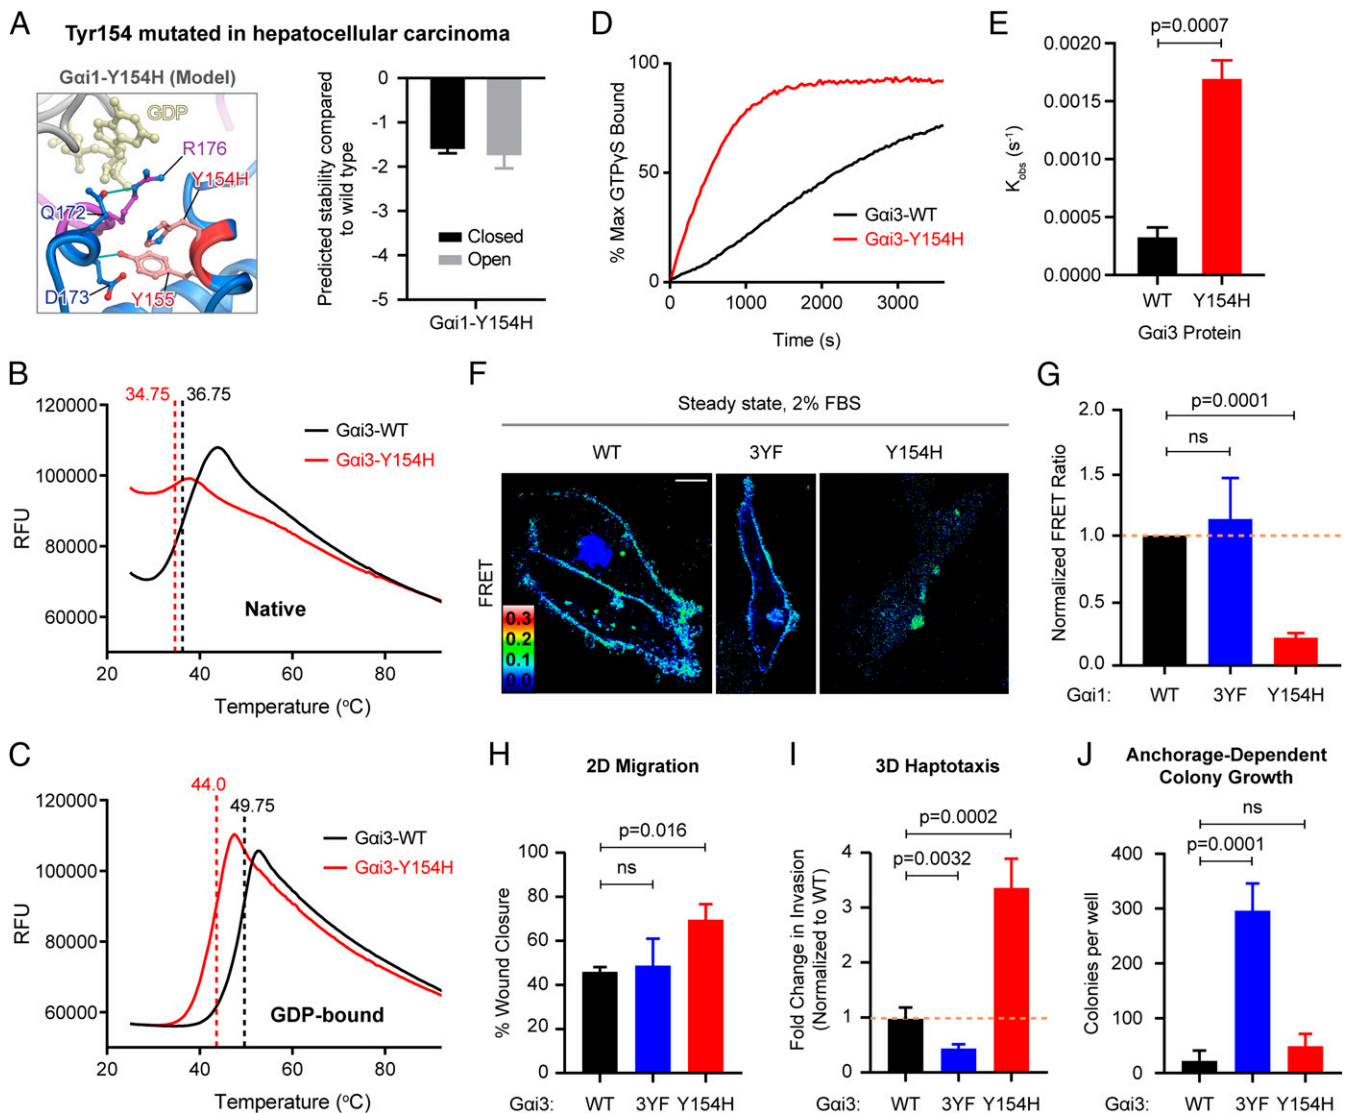 A
Tyr154 mutated in hepatocellular carcinoma
Gαi1-Y154H (Model)
GDP
R176
Y154H
Q172
D173
Y155
Predicted stability compared
to wild type
0
-1
-2
-3
-4
-5
Closed
Open
Gαi1-Y154H
D
% Max GTPγS Bound
100
50
0
Gαi3-WT
Gαi3-Y154H
0
1000
2000
3000
Time (s)
E
p=0.0007
Kobs (s-1)
0.0020
0.0015
0.0010
0.0005
0.0000
WT
Y154H
Gαi3 Protein
B
34.75
36.75
RFU
120000
100000
80000
60000
Gαi3-WT
Gαi3-Y154H
Native
20
40
60
80
Temperature (oC)
C
44.0
49.75
RFU
120000
100000
80000
60000
Gαi3-WT
Gαi3-Y154H
GDP-bound
20
40
60
80
Temperature (oC)
F
Steady state, 2% FBS
WT
3YF
Y154H
FRET
0.3
0.2
0.1
0.0
G
p=0.0001
ns
Normalized FRET Ratio
2.0
1.5
1.0
0.5
0.0
Gαi1:
WT
3YF
Y154H
H
2D Migration
p=0.016
ns
% Wound Closure
100
80
60
40
20
0
Gαi3:
WT
3YF
Y154H
I
3D Haptotaxis
p=0.0002
p=0.0032
Fold Change in Invasion
(Normalized to WT)
4
3
2
1
0
Gαi3:
WT
3YF
Y154H
J
Anchorage-Dependent
Colony Growth
ns
p=0.0001
Colonies per well
400
300
200
100
0
Gαi3:
WT
3YF
Y154H